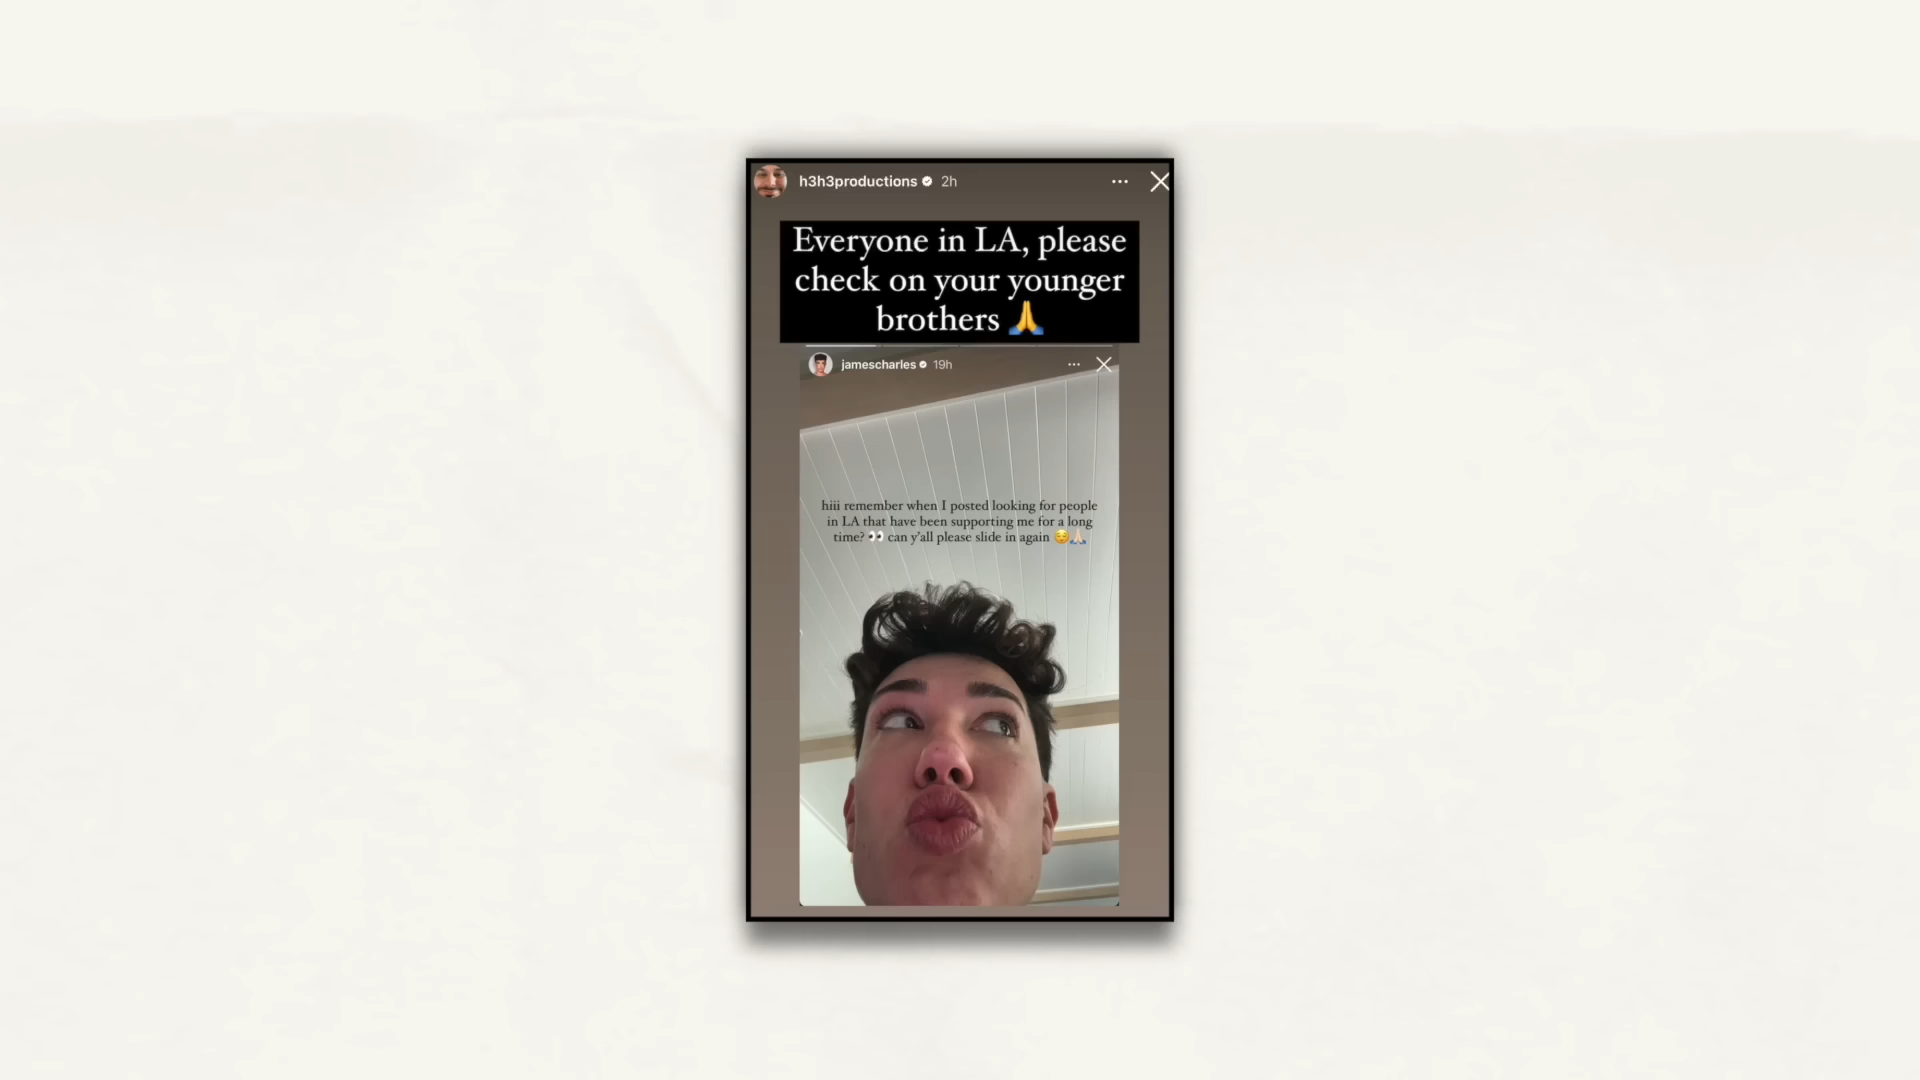 h3h3productions 2h
Everyone in LA, please
check on your younger
brothers 🙏
jamescharles 19h
hiii remember when I posted looking for people
in LA that have been supporting me for a long
time? 👀 can y'all please slide in again 😌🙏🏻